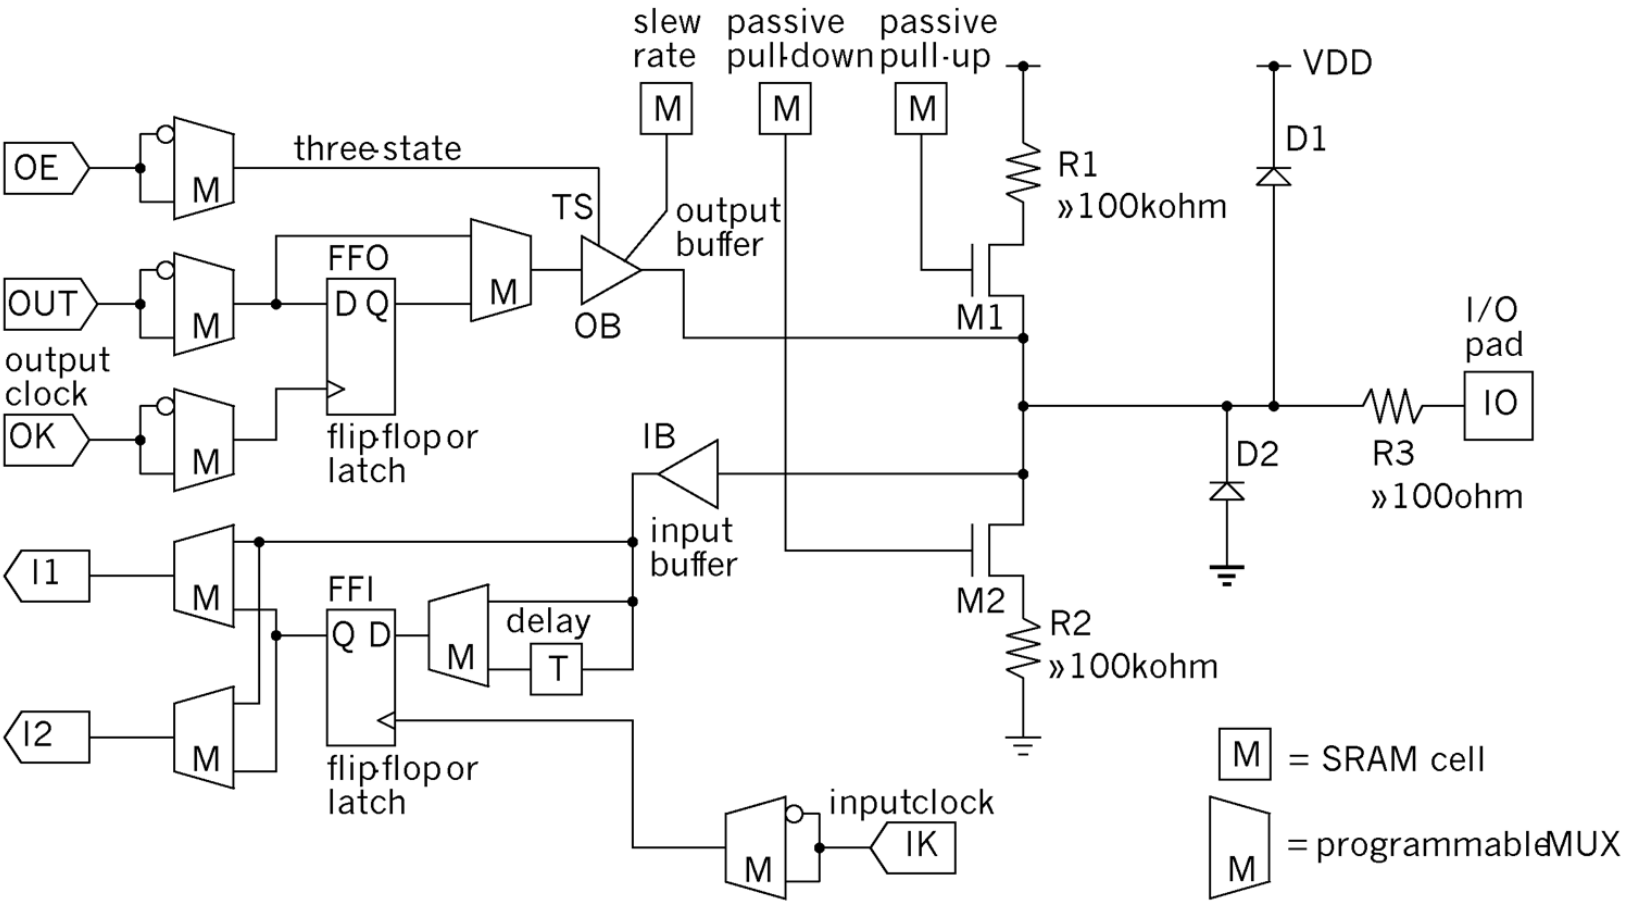 slew passive passive
rate pull-down pull-up
VDD
M M M
D1
OE
M
three-state
R1
»100kohm
TS
output
buffer
OUT
M
FFO
D Q
M
OB
M1
I/O
pad
IO
output
clock
OK
M
flip-flop or
latch
IB
D2
R3
»100ohm
input
buffer
I1
M
FFI
Q D
M
delay
T
M2
R2
»100kohm
I2
M
flip-flop or
latch
inputclock
IK
M
M = SRAM cell
M = programmableMUX